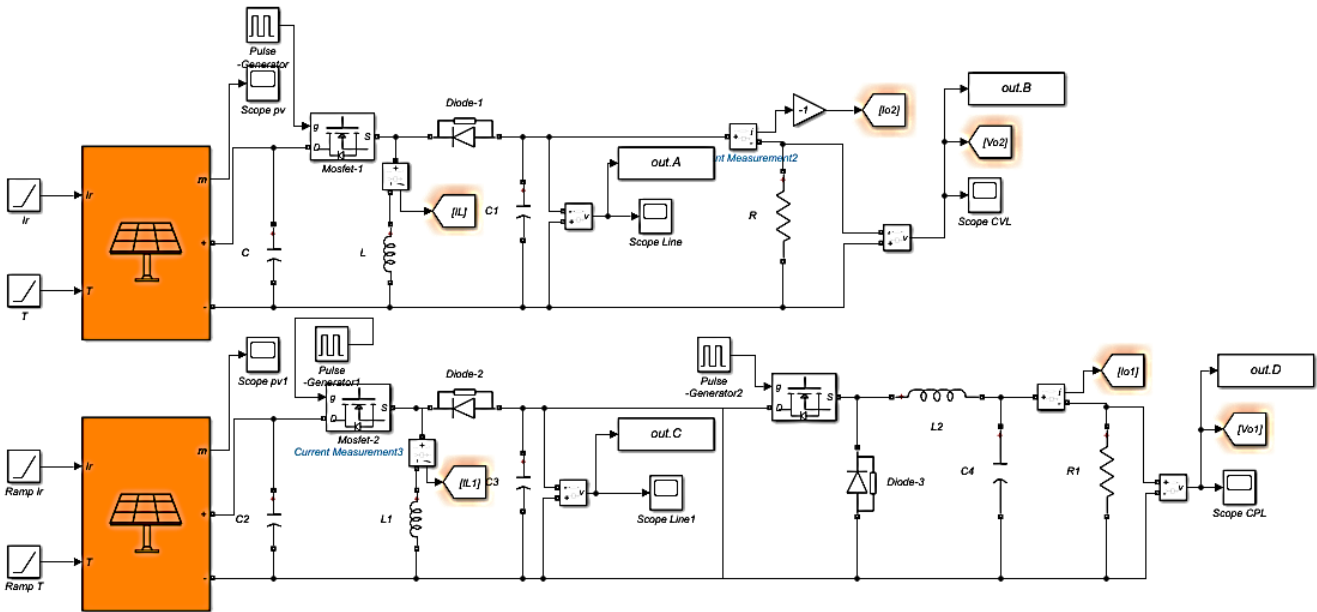 Pulse
-Generator
Scope pv
Diode-1
-1
[Io2]
out.B
g
S
D
Mosfet-1
+ i
-
nt Measurement2
out.A
[Vo2]
m
Ir
Ir
+
i
[IL]
C1
- v
+
Scope Line
R
- v
+
Scope CVL
C
L
T
T
-
Scope pv1
Pulse
-Generator1
Diode-2
Pulse
-Generator2
[Io1]
out.D
g
S
D
Mosfet-2
Current Measurement3
out.C
g
S
D
+ i
-
L2
[Vo1]
m
Ramp Ir
Ir
+
i
[IL1]
C3
- v
+
Scope Line1
Diode-3
C4
R1
+ v
-
Scope CPL
C2
L1
+
Ramp T
T
-